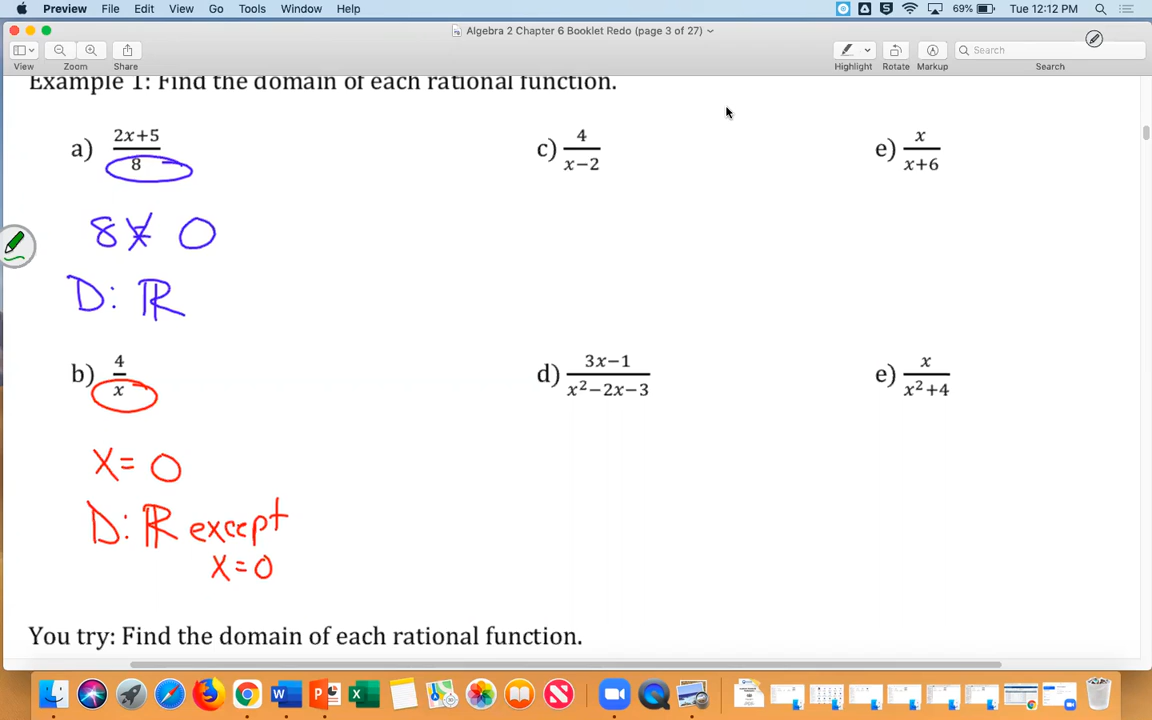 Preview File Edit View Go Tools Window Help 69% Tue 12:12 PM
Algebra 2 Chapter 6 Booklet Redo (page 3 of 27)
View Zoom Share Highlight Rotate Markup Search
Search
Example 1: Find the domain of each rational function.
a) 2x+5/8
8 ≠ 0
D: ℝ
b) 4/x
x = 0
D: ℝ except
x = 0
c) 4/x−2
d) 3x−1/x²−2x−3
e) x/x+6
e) x/x²+4
You try: Find the domain of each rational function.